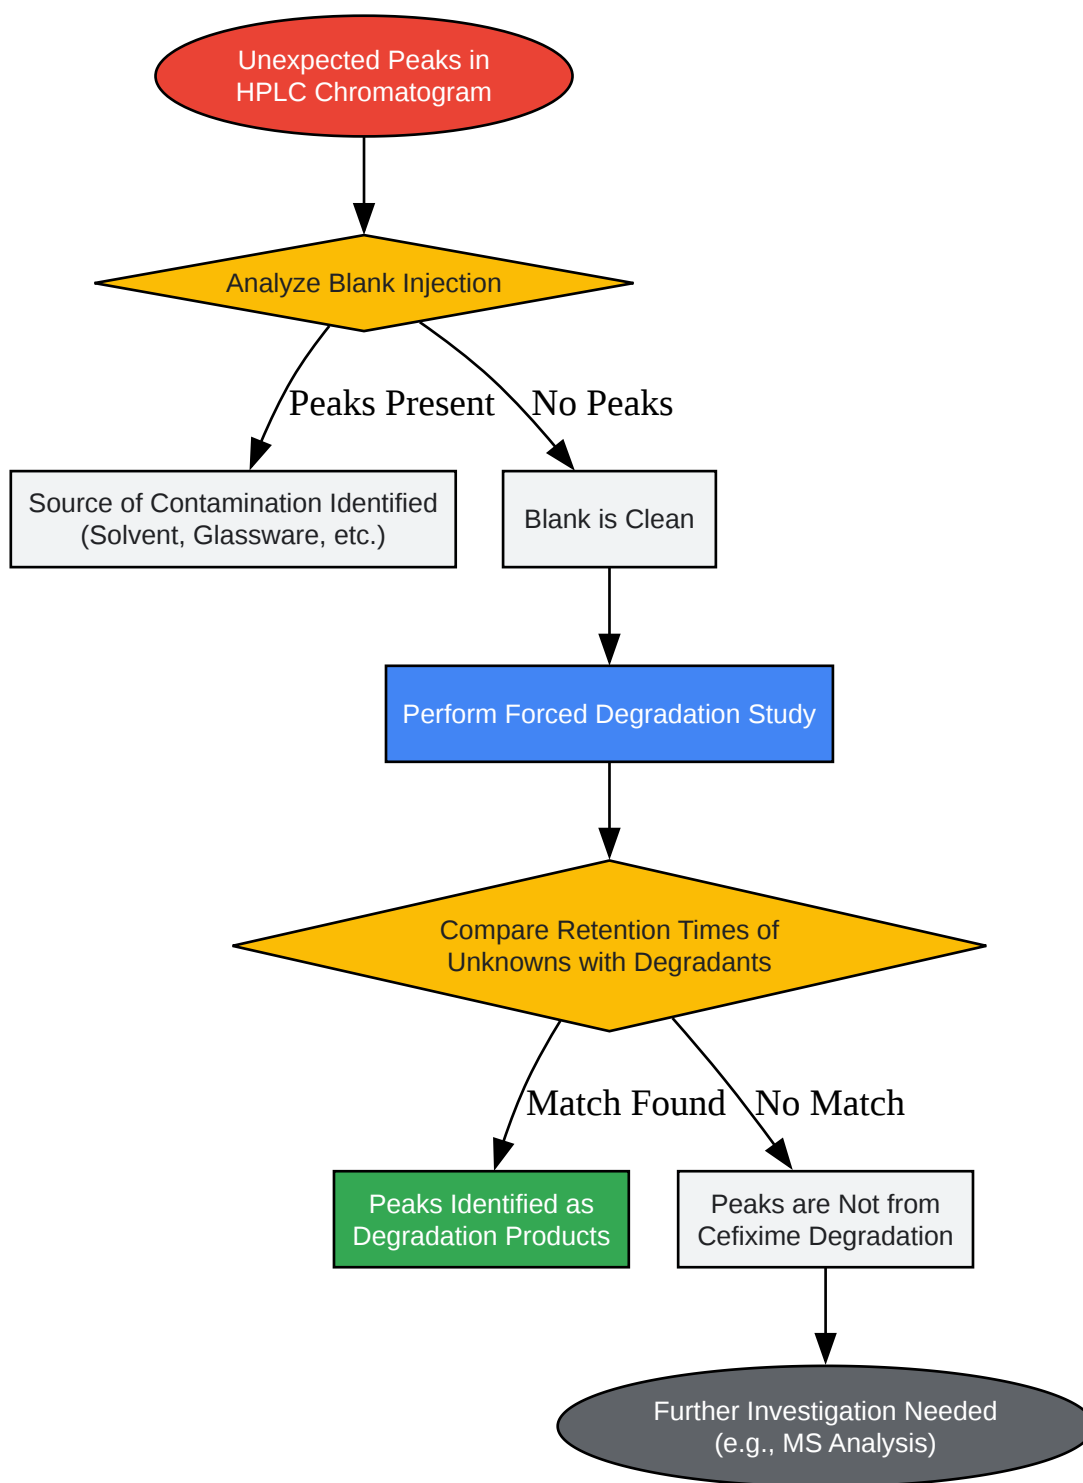 Unexpected Peaks in
HPLC Chromatogram
Analyze Blank Injection
Peaks Present
No Peaks
Source of Contamination Identified
(Solvent, Glassware, etc.)
Blank is Clean
Perform Forced Degradation Study
Compare Retention Times of
Unknowns with Degradants
Match Found
No Match
Peaks Identified as
Degradation Products
Peaks are Not from
Cefixime Degradation
Further Investigation Needed
(e.g., MS Analysis)